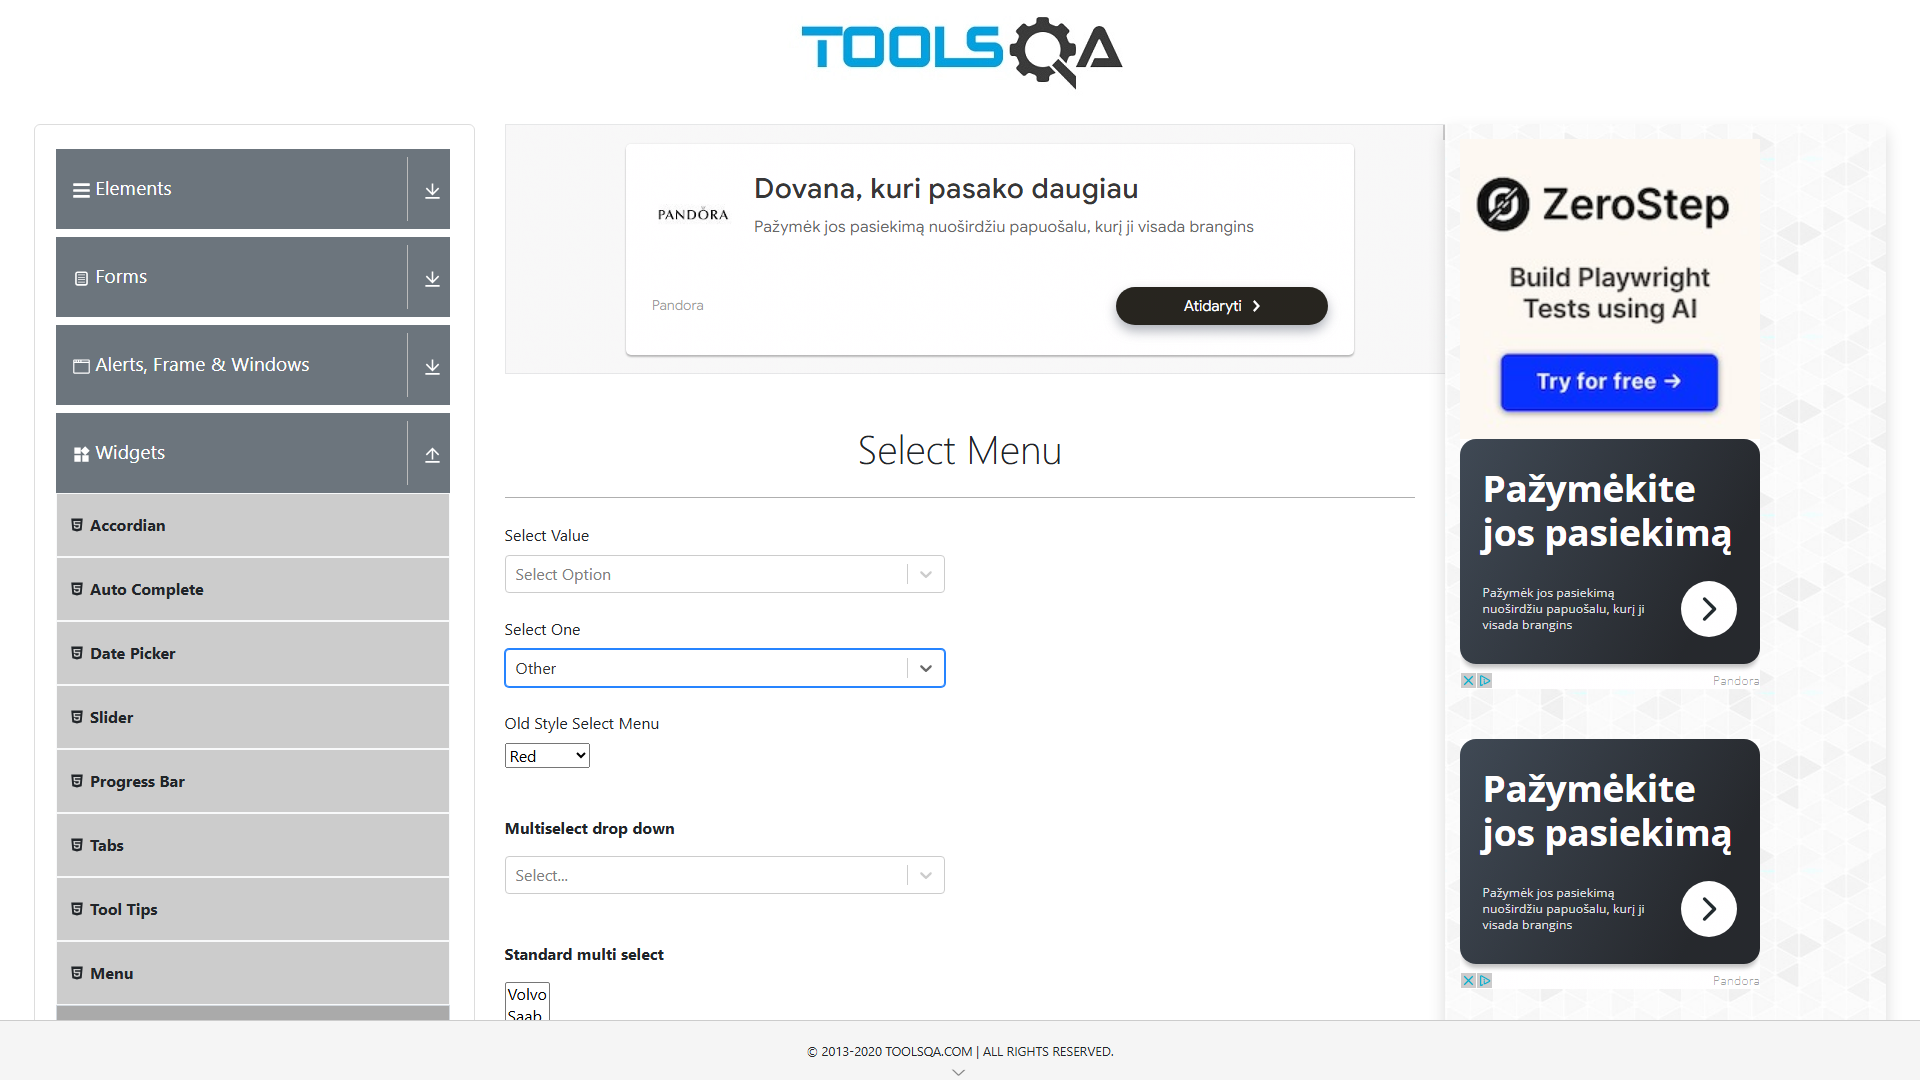 TOOLSQA
Elements
Forms
Alerts, Frame & Windows
Widgets
Accordian
Auto Complete
Date Picker
Slider
Progress Bar
Tabs
Tool Tips
Menu
PANDÖRA
Dovana, kuri pasako daugiau
Pažymėk jos pasiekimą nuoširdžiu papuošalu, kurį ji visada brangins
Pandora
Atidaryti
Select Menu
Select Value
Select Option
Select One
Other
Old Style Select Menu
Red
Multiselect drop down
Select...
Standard multi select
Volvo
Saab
ZeroStep
Build Playwright
Tests using AI
Try for free →
Pažymėkite
jos pasiekimą
Pažymėk jos pasiekimą
nuoširdžiu papuošalu, kurį ji
visada brangins
Pandora
Pažymėkite
jos pasiekimą
Pažymėk jos pasiekimą
nuoširdžiu papuošalu, kurį ji
visada brangins
Pandora
© 2013-2020 TOOLSQA.COM | ALL RIGHTS RESERVED.